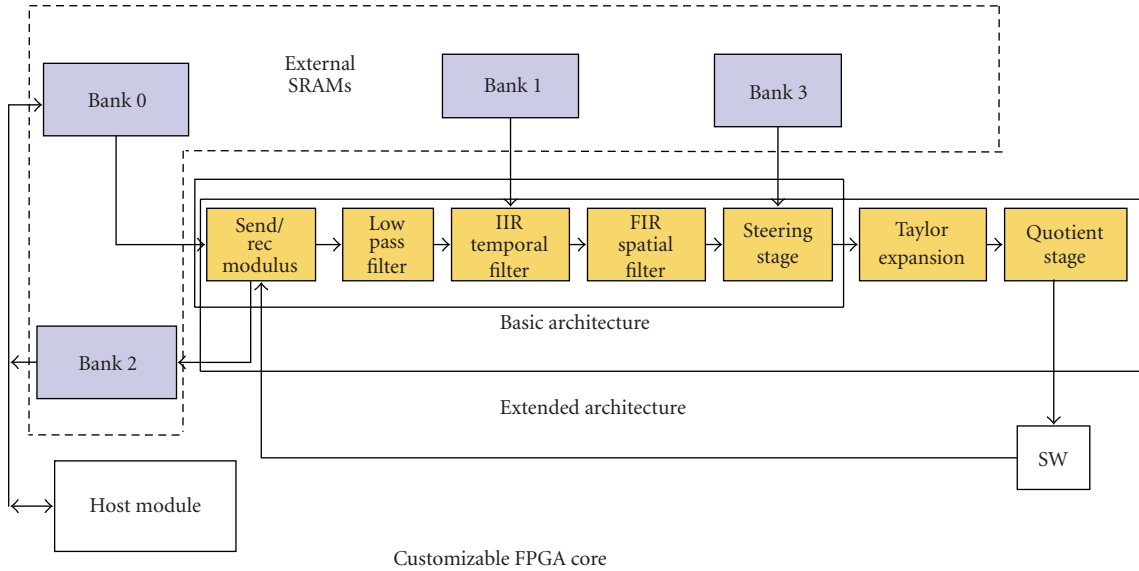 External
SRAMs
Bank 0
Bank 1
Bank 3
Send/
rec
modulus
Low
pass
filter
IIR
temporal
filter
FIR
spatial
filter
Steering
stage
Taylor
expansion
Quotient
stage
Basic architecture
Bank 2
Extended architecture
SW
Host module
Customizable FPGA core